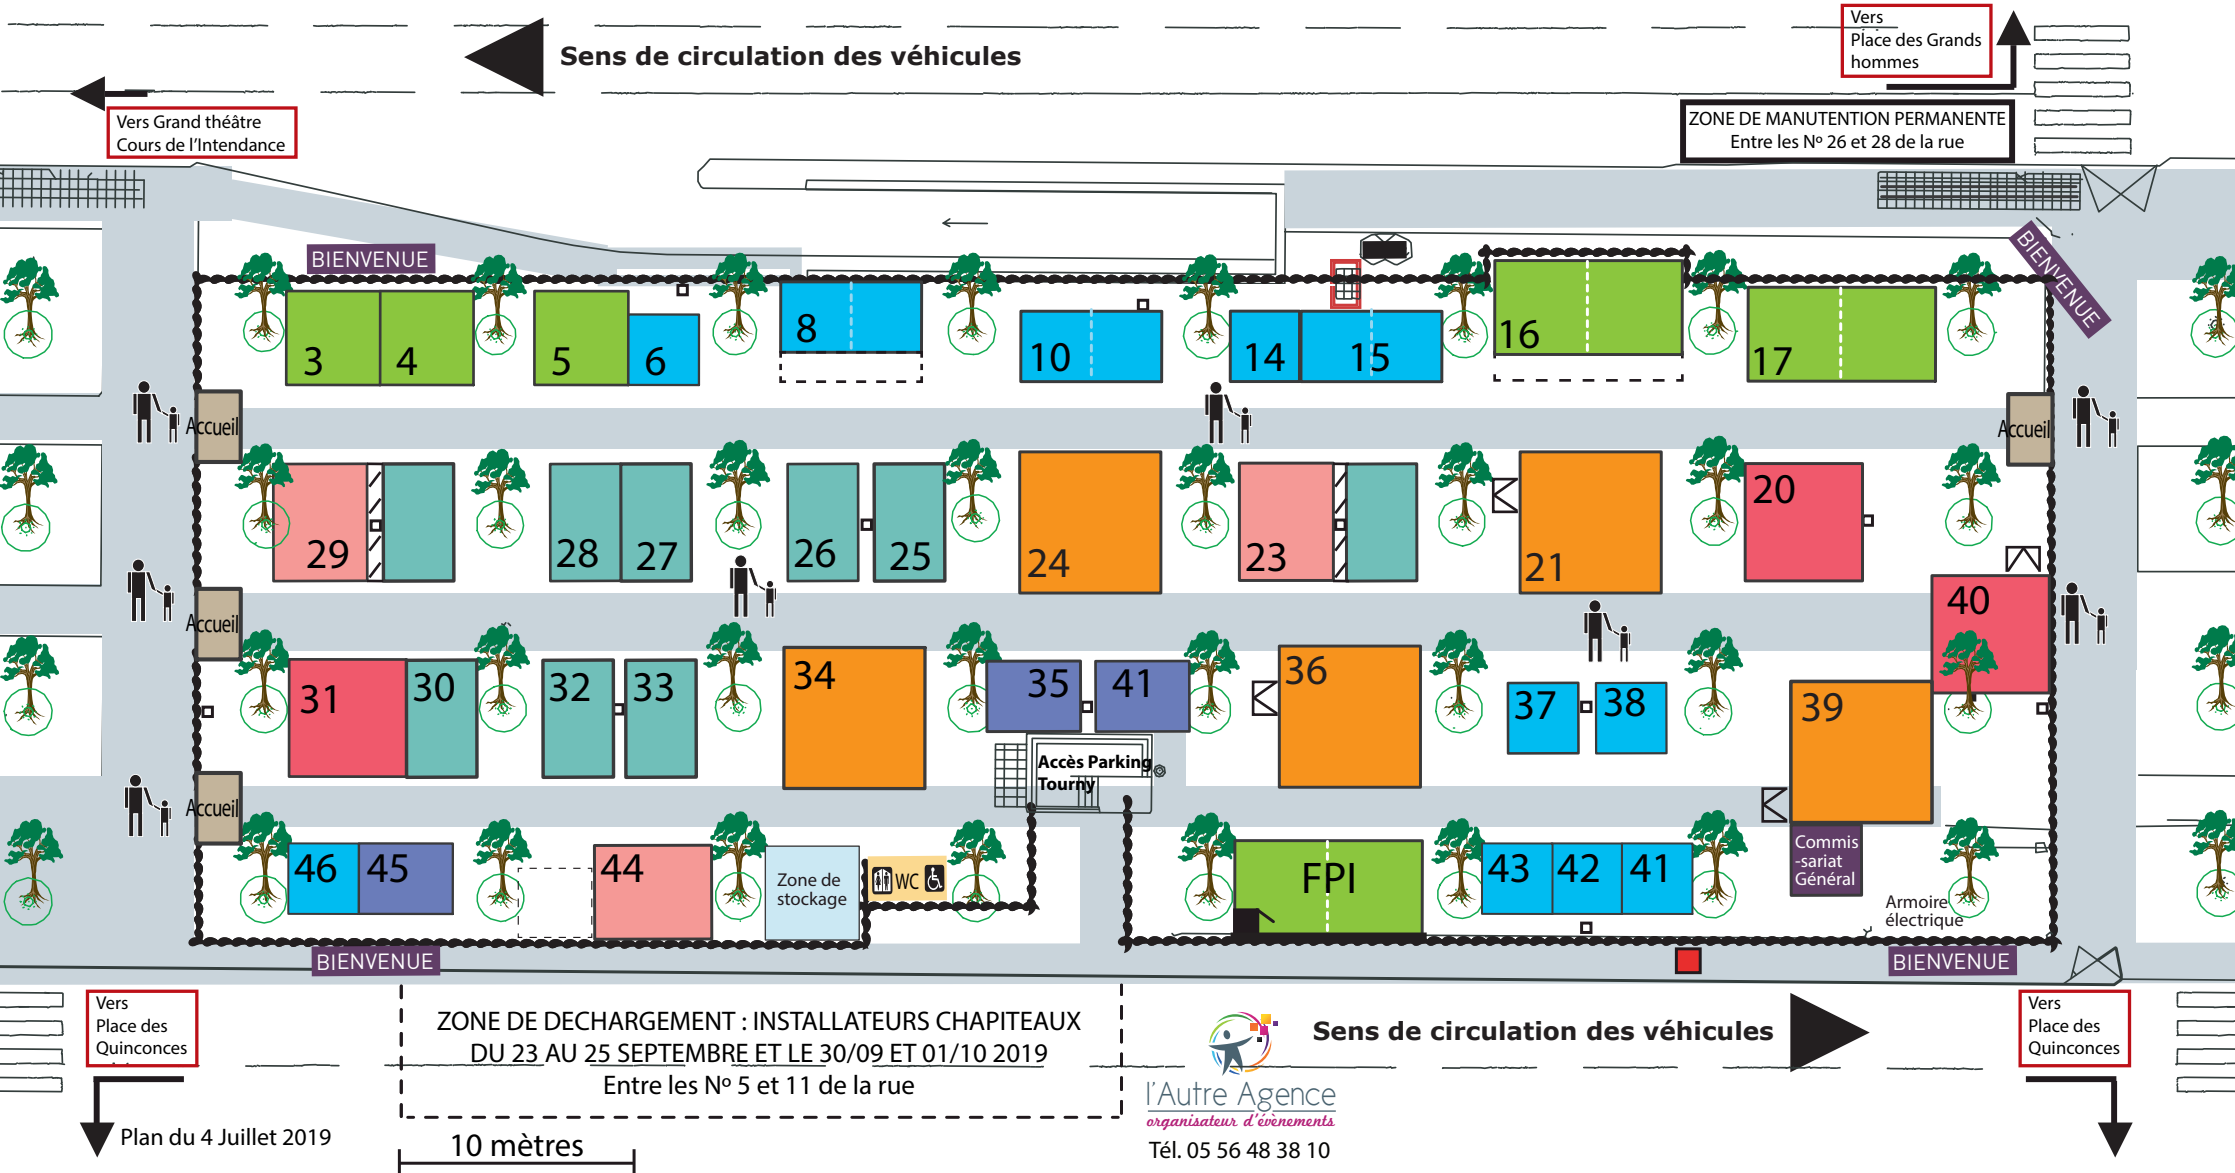 Sens de circulation des véhicules
Vers
Place des Grands
hommes
Vers Grand théâtre
Cours de l'Intendance
ZONE DE MANUTENTION PERMANENTE
Entre les Nº 26 et 28 de la rue
BIENVENUE
BIENVENUE
3
4
5
6
8
10
14
15
16
17
Accueil
Accueil
29
28
27
26
25
24
23
21
20
40
Accueil
31
30
32
33
34
35
41
36
37
38
39
Accès Parking
Tourny
Accueil
46
45
44
Zone de
stockage
WC
FPI
43
42
41
Commis
-sariat
Général
Armoire
électrique
BIENVENUE
BIENVENUE
Vers
Place des
Quinconces
ZONE DE DECHARGEMENT : INSTALLATEURS CHAPITEAUX
DU 23 AU 25 SEPTEMBRE ET LE 30/09 ET 01/10 2019
Entre les Nº 5 et 11 de la rue
Sens de circulation des véhicules
Vers
Place des
Quinconces
l'Autre Agence
organisateur d'évènements
Tél. 05 56 48 38 10
Plan du 4 Juillet 2019
10 mètres